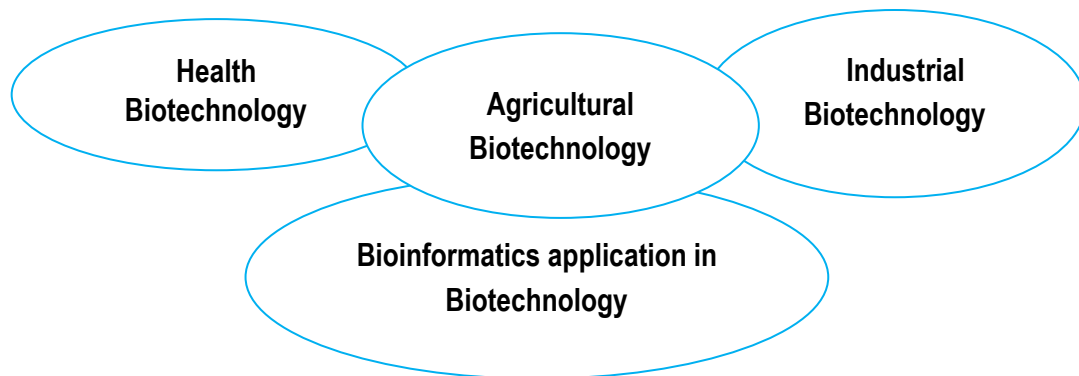 Health
Biotechnology
Agricultural
Biotechnology
Industrial
Biotechnology
Bioinformatics application in
Biotechnology